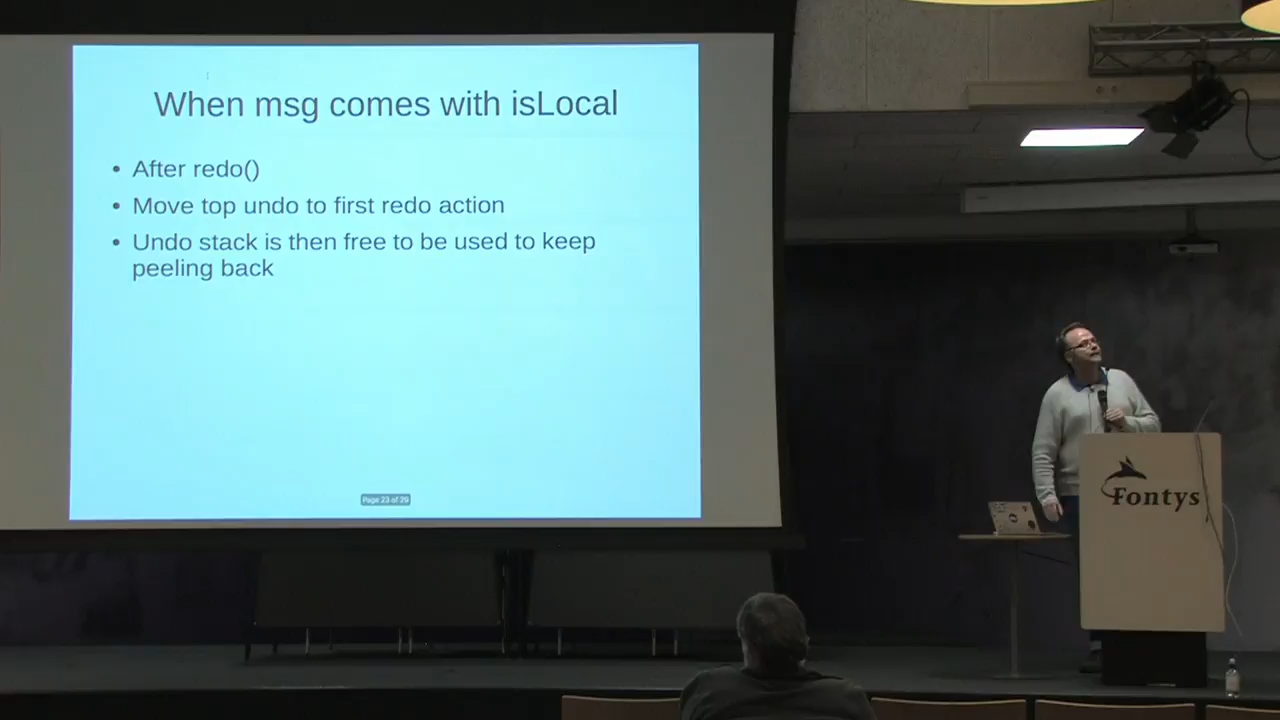 When msg comes with isLocal
• After redo()
• Move top undo to first redo action
• Undo stack is then free to be used to keep
peeling back
Page 23 of 29
Fontys